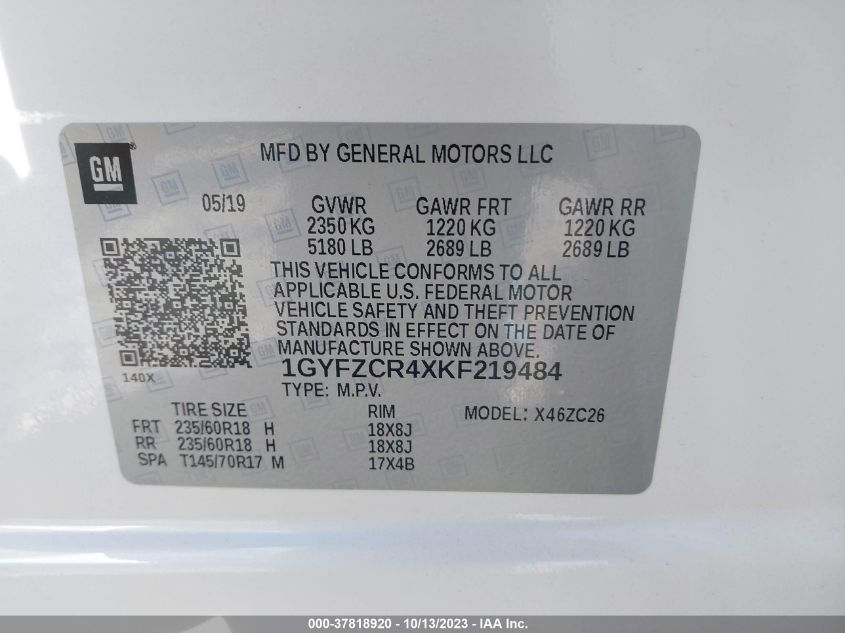 GM
MFD BY GENERAL MOTORS LLC
05/19 GVWR GAWR FRT GAWR RR
2350 KG 1220 KG 1220 KG
5180 LB 2689 LB 2689 LB
THIS VEHICLE CONFORMS TO ALL
APPLICABLE U.S. FEDERAL MOTOR
VEHICLE SAFETY AND THEFT PREVENTION
STANDARDS IN EFFECT ON THE DATE OF
MANUFACTURE SHOWN ABOVE.
140X
1GYFZCR4XKF219484
TYPE: M.P.V.
TIRE SIZE RIM MODEL: X46ZC26
FRT 235/60R18 H 18X8J
RR 235/60R18 H 18X8J
SPA T145/70R17 M 17X4B
000-37818920 - 10/13/2023 - IAA Inc.